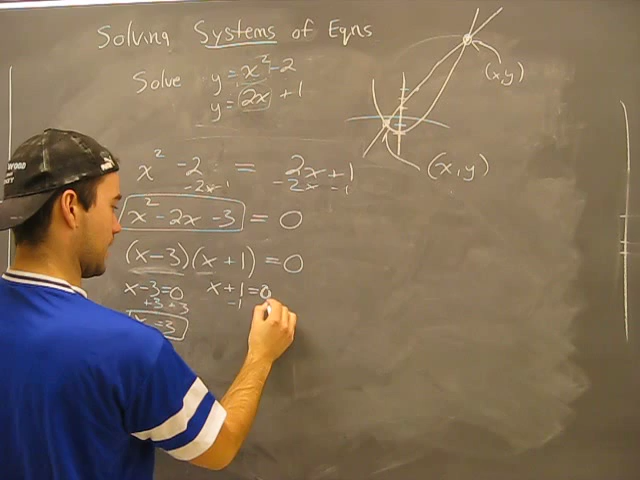 Solving Systems of Eqns
Solve y = x² - 2
y = 2x + 1
x² - 2 = 2x + 1
-2x -1 -2x -1
x² - 2x - 3 = 0
(x - 3)(x + 1) = 0
x - 3 = 0 x + 1 = 0
+3 +3 -1
x = 3
(x, y)
(x, y)